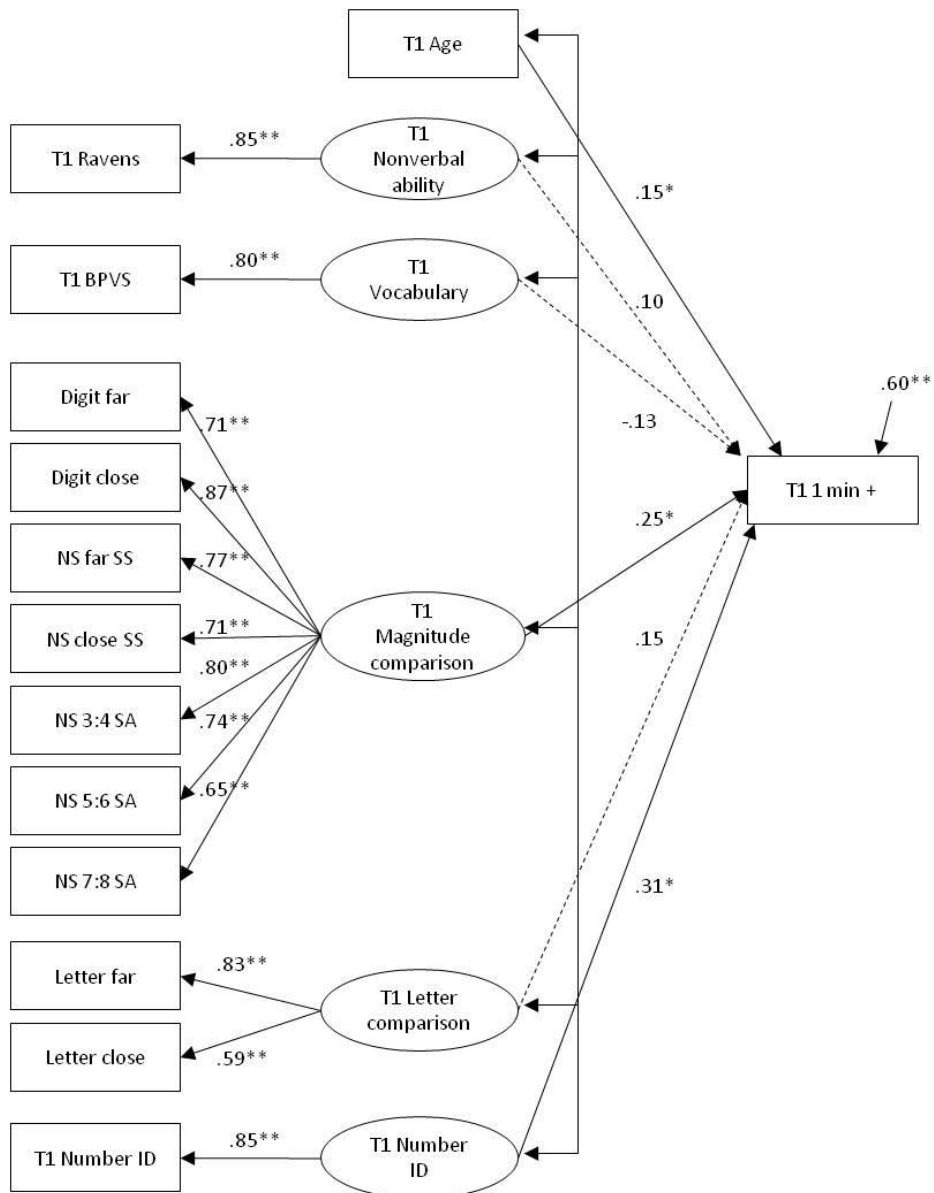 T1 Age
T1 Ravens
.85**
T1
Nonverbal
ability
.15*
T1 BPVS
.80**
T1
Vocabulary
.10
-.13
.60**
Digit far
.71**
Digit close
.87**
T1 1 min +
.25*
NS far SS
.77**
NS close SS
.71**
T1
Magnitude
comparison
.15
.80**
NS 3:4 SA
.74**
NS 5:6 SA
.65**
NS 7:8 SA
.31*
Letter far
.83**
T1 Letter
comparison
Letter close
.59**
T1 Number ID
.85**
T1 Number
ID